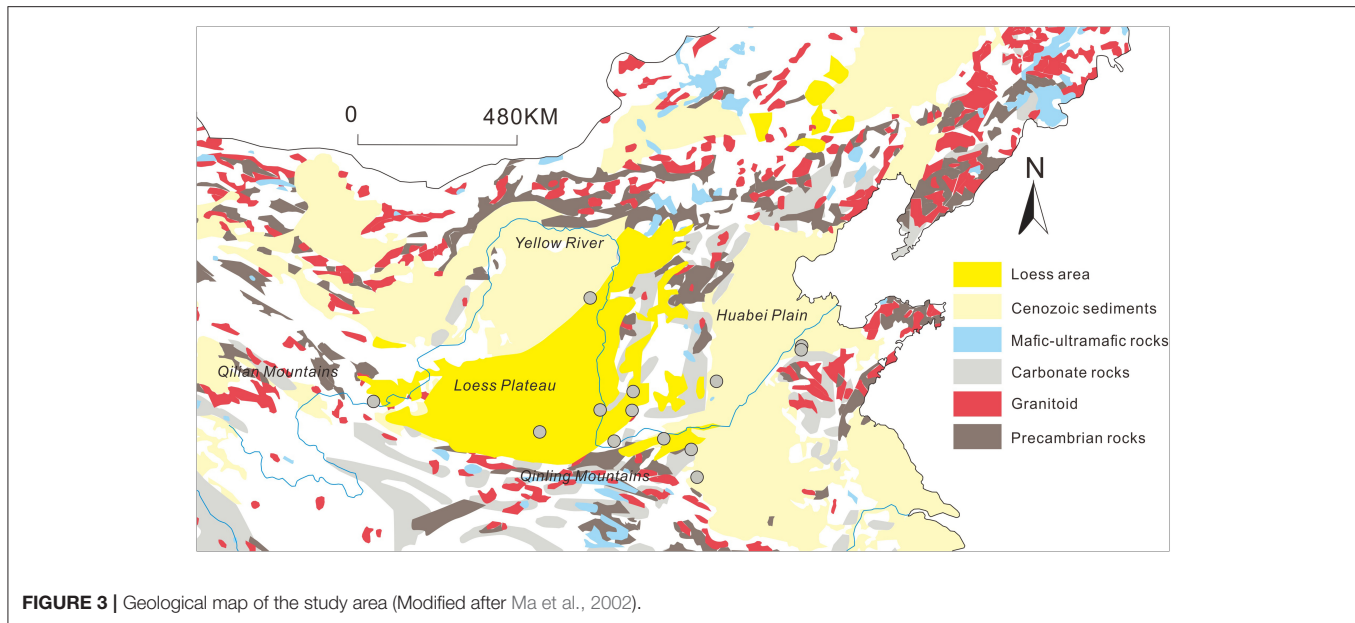 0 480KM
N
Yellow River
Huabei Plain
Qilian Mountains
Loess Plateau
Qinling Mountains
Loess area
Cenozoic sediments
Mafic-ultramafic rocks
Carbonate rocks
Granitoid
Precambrian rocks
FIGURE 3 | Geological map of the study area (Modified after Ma et al., 2002).